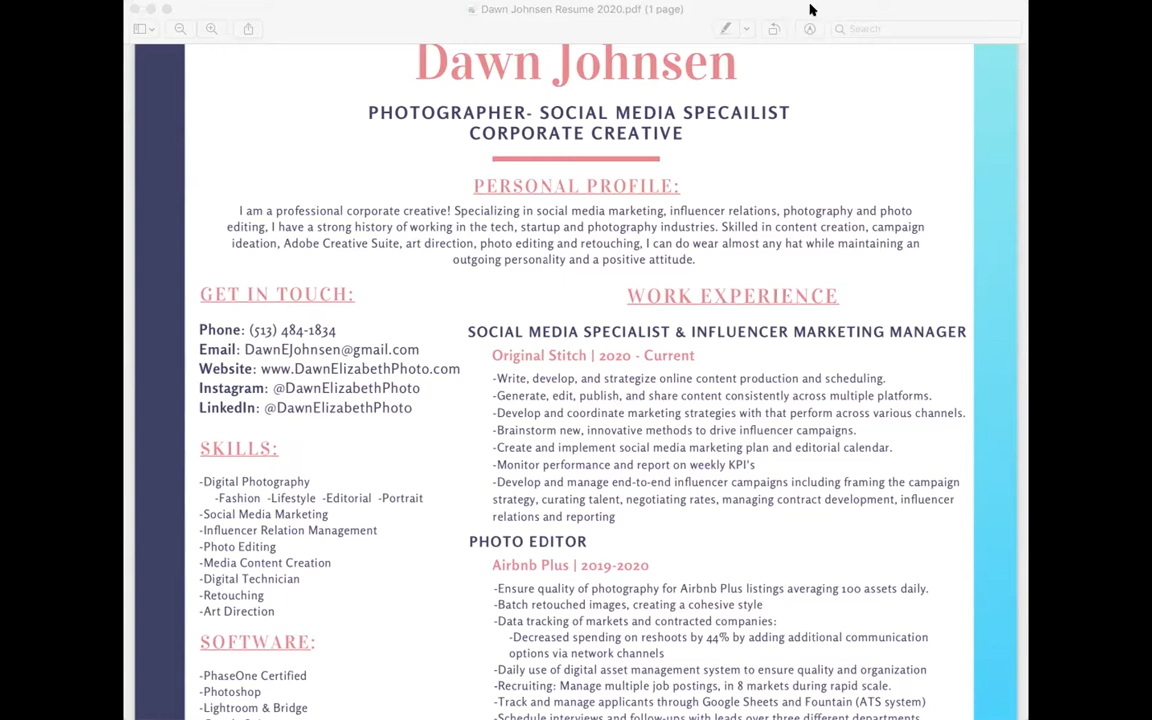 Dawn Johnsen Resume 2020.pdf (1 page)
Search
Dawn Johnsen
PHOTOGRAPHER- SOCIAL MEDIA SPECAILIST
CORPORATE CREATIVE
PERSONAL PROFILE:
I am a professional corporate creative! Specializing in social media marketing, influencer relations, photography and photo
editing, I have a strong history of working in the tech, startup and photography industries. Skilled in content creation, campaign
ideation, Adobe Creative Suite, art direction, photo editing and retouching, I can do wear almost any hat while maintaining an
outgoing personality and a positive attitude.
GET IN TOUCH:
Phone: (513) 484-1834
Email: DawnEJohnsen@gmail.com
Website: www.DawnElizabethPhoto.com
Instagram: @DawnElizabethPhoto
LinkedIn: @DawnElizabethPhoto
SKILLS:
-Digital Photography
-Fashion -Lifestyle -Editorial -Portrait
-Social Media Marketing
-Influencer Relation Management
-Photo Editing
-Media Content Creation
-Digital Technician
-Retouching
-Art Direction
SOFTWARE:
-PhaseOne Certified
-Photoshop
-Lightroom & Bridge
WORK EXPERIENCE
SOCIAL MEDIA SPECIALIST & INFLUENCER MARKETING MANAGER
Original Stitch | 2020 - Current
-Write, develop, and strategize online content production and scheduling.
-Generate, edit, publish, and share content consistently across multiple platforms.
-Develop and coordinate marketing strategies with that perform across various channels.
-Brainstorm new, innovative methods to drive influencer campaigns.
-Create and implement social media marketing plan and editorial calendar.
-Monitor performance and report on weekly KPI's
-Develop and manage end-to-end influencer campaigns including framing the campaign
strategy, curating talent, negotiating rates, managing contract development, influencer
relations and reporting
PHOTO EDITOR
Airbnb Plus | 2019-2020
-Ensure quality of photography for Airbnb Plus listings averaging 100 assets daily.
-Batch retouched images, creating a cohesive style
-Data tracking of markets and contracted companies:
-Decreased spending on reshoots by 44% by adding additional communication
options via network channels
-Daily use of digital asset management system to ensure quality and organization
-Recruiting: Manage multiple job postings, in 8 markets during rapid scale.
-Track and manage applicants through Google Sheets and Fountain (ATS system)
-Schedule interviews and follow-ups with leads over three different departments